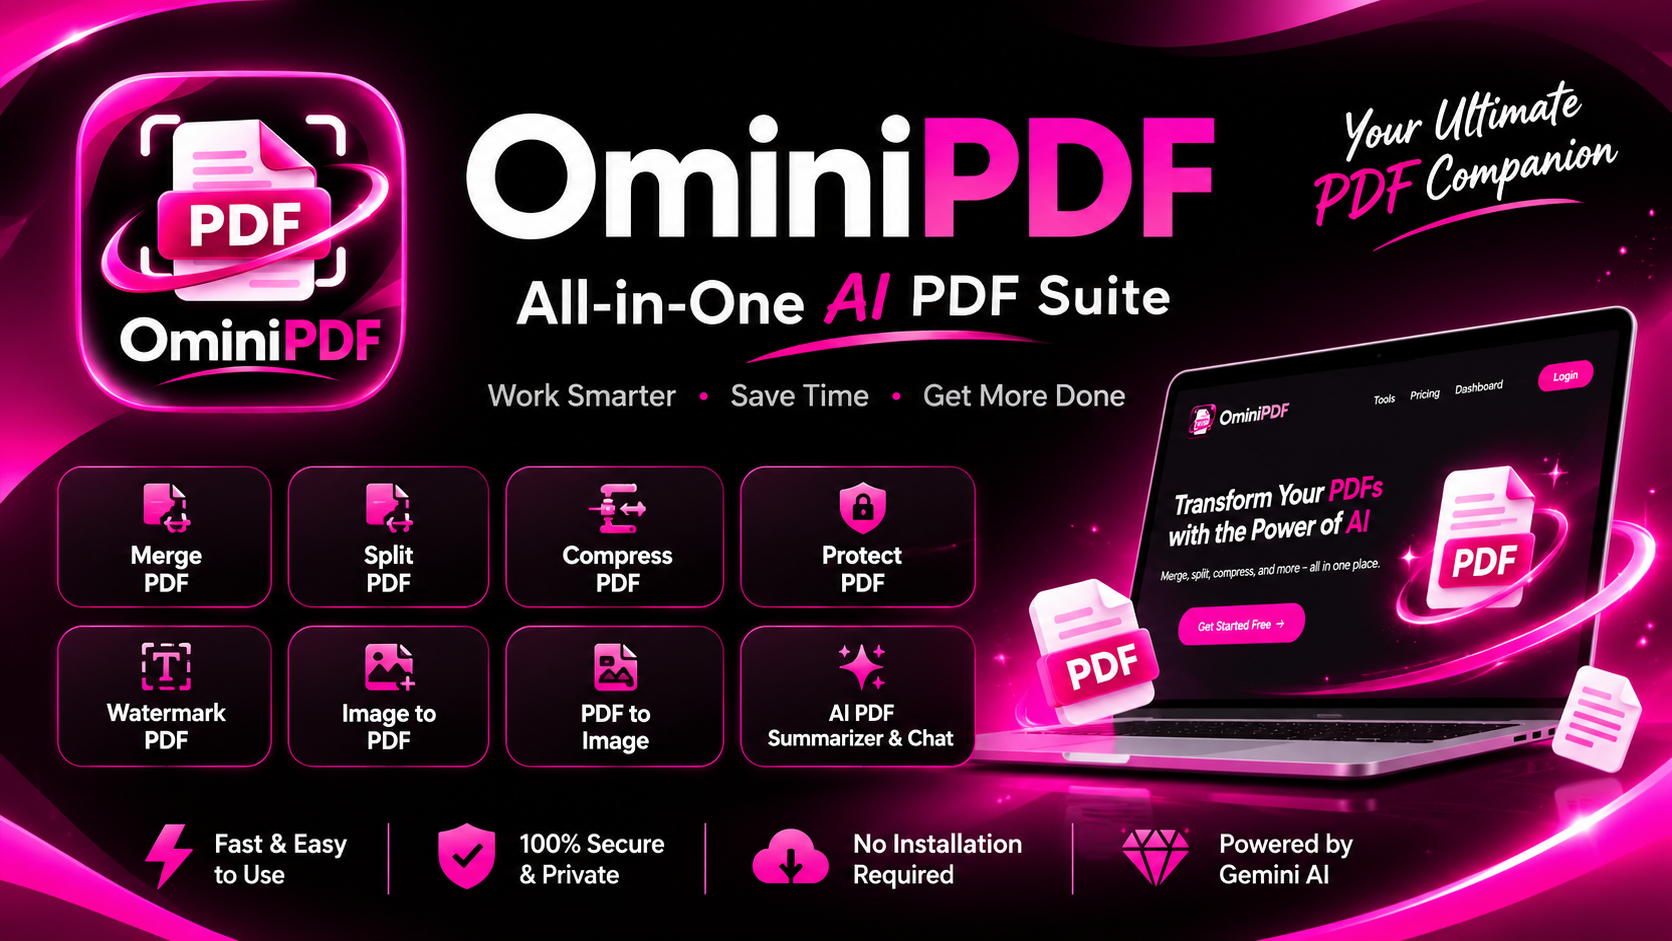 PDF
OminiPDF
OminiPDF
All-in-One AI PDF Suite
Work Smarter • Save Time • Get More Done
Your Ultimate
PDF Companion
Merge
PDF
Split
PDF
Compress
PDF
Protect
PDF
Watermark
PDF
Image to
PDF
PDF to
Image
AI PDF
Summarizer & Chat
OminiPDF
Tools Pricing Dashboard Login
Transform Your PDFs
with the Power of AI
Merge, split, compress, and more – all in one place.
Get Started Free →
PDF
PDF
Fast & Easy
to Use
100% Secure
& Private
No Installation
Required
Powered by
Gemini AI